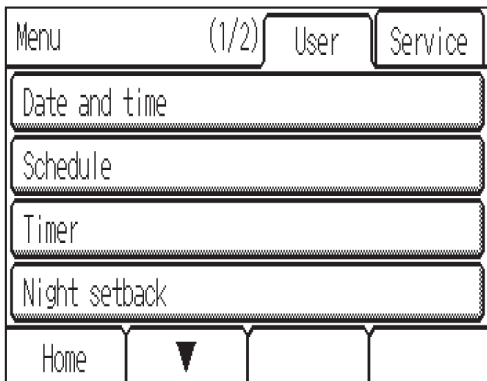 Menu (1/2) User Service
Date and time
Schedule
Timer
Night setback
Home ▼